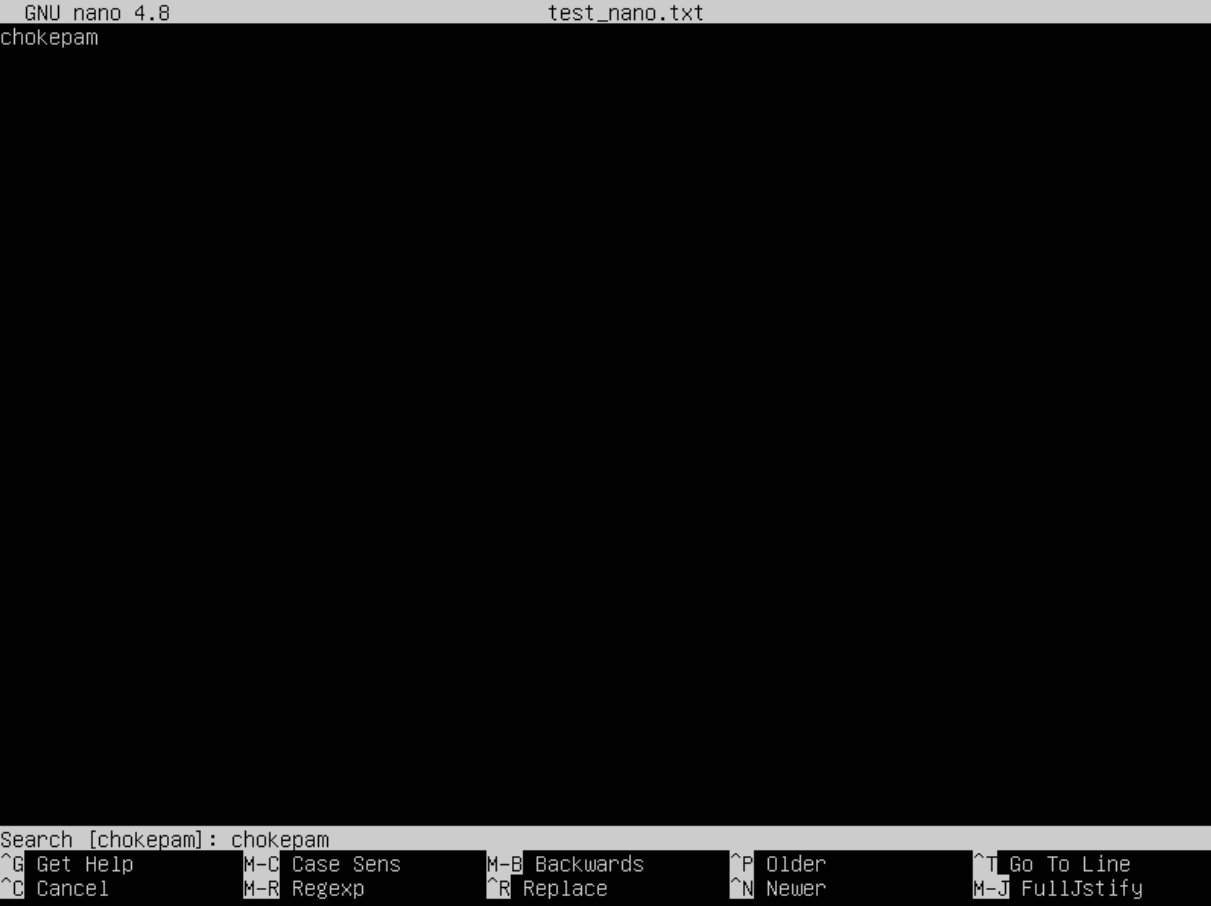 GNU nano 4.8 test_nano.txt
chokepam
Search [chokepam]: chokepam
^G Get Help M-C Case Sens M-B Backwards ^P Older ^T Go To Line
^C Cancel M-R Regexp ^R Replace ^N Newer M-J FullJstify